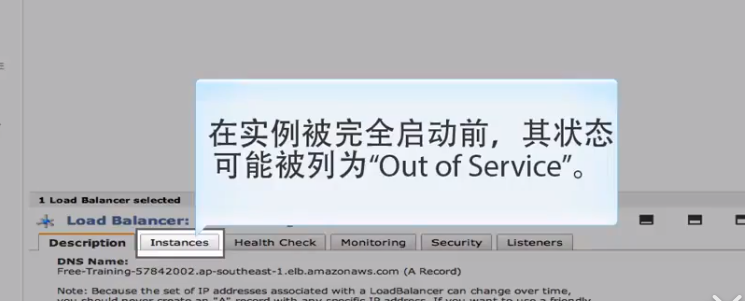 在实例被完全启动前，其状态
可能被列为“Out of Service”。
1 Load Balancer selected
Load Balancer:
Description Instances Health Check Monitoring Security Listeners
DNS Name:
Free-Training-57842002.ap-southeast-1.elb.amazonaws.com (A Record)
Note: Because the set of IP addresses associated with a LoadBalancer can change over time,
you should never create an "A" record with any specific IP address. If you want to use a friendly